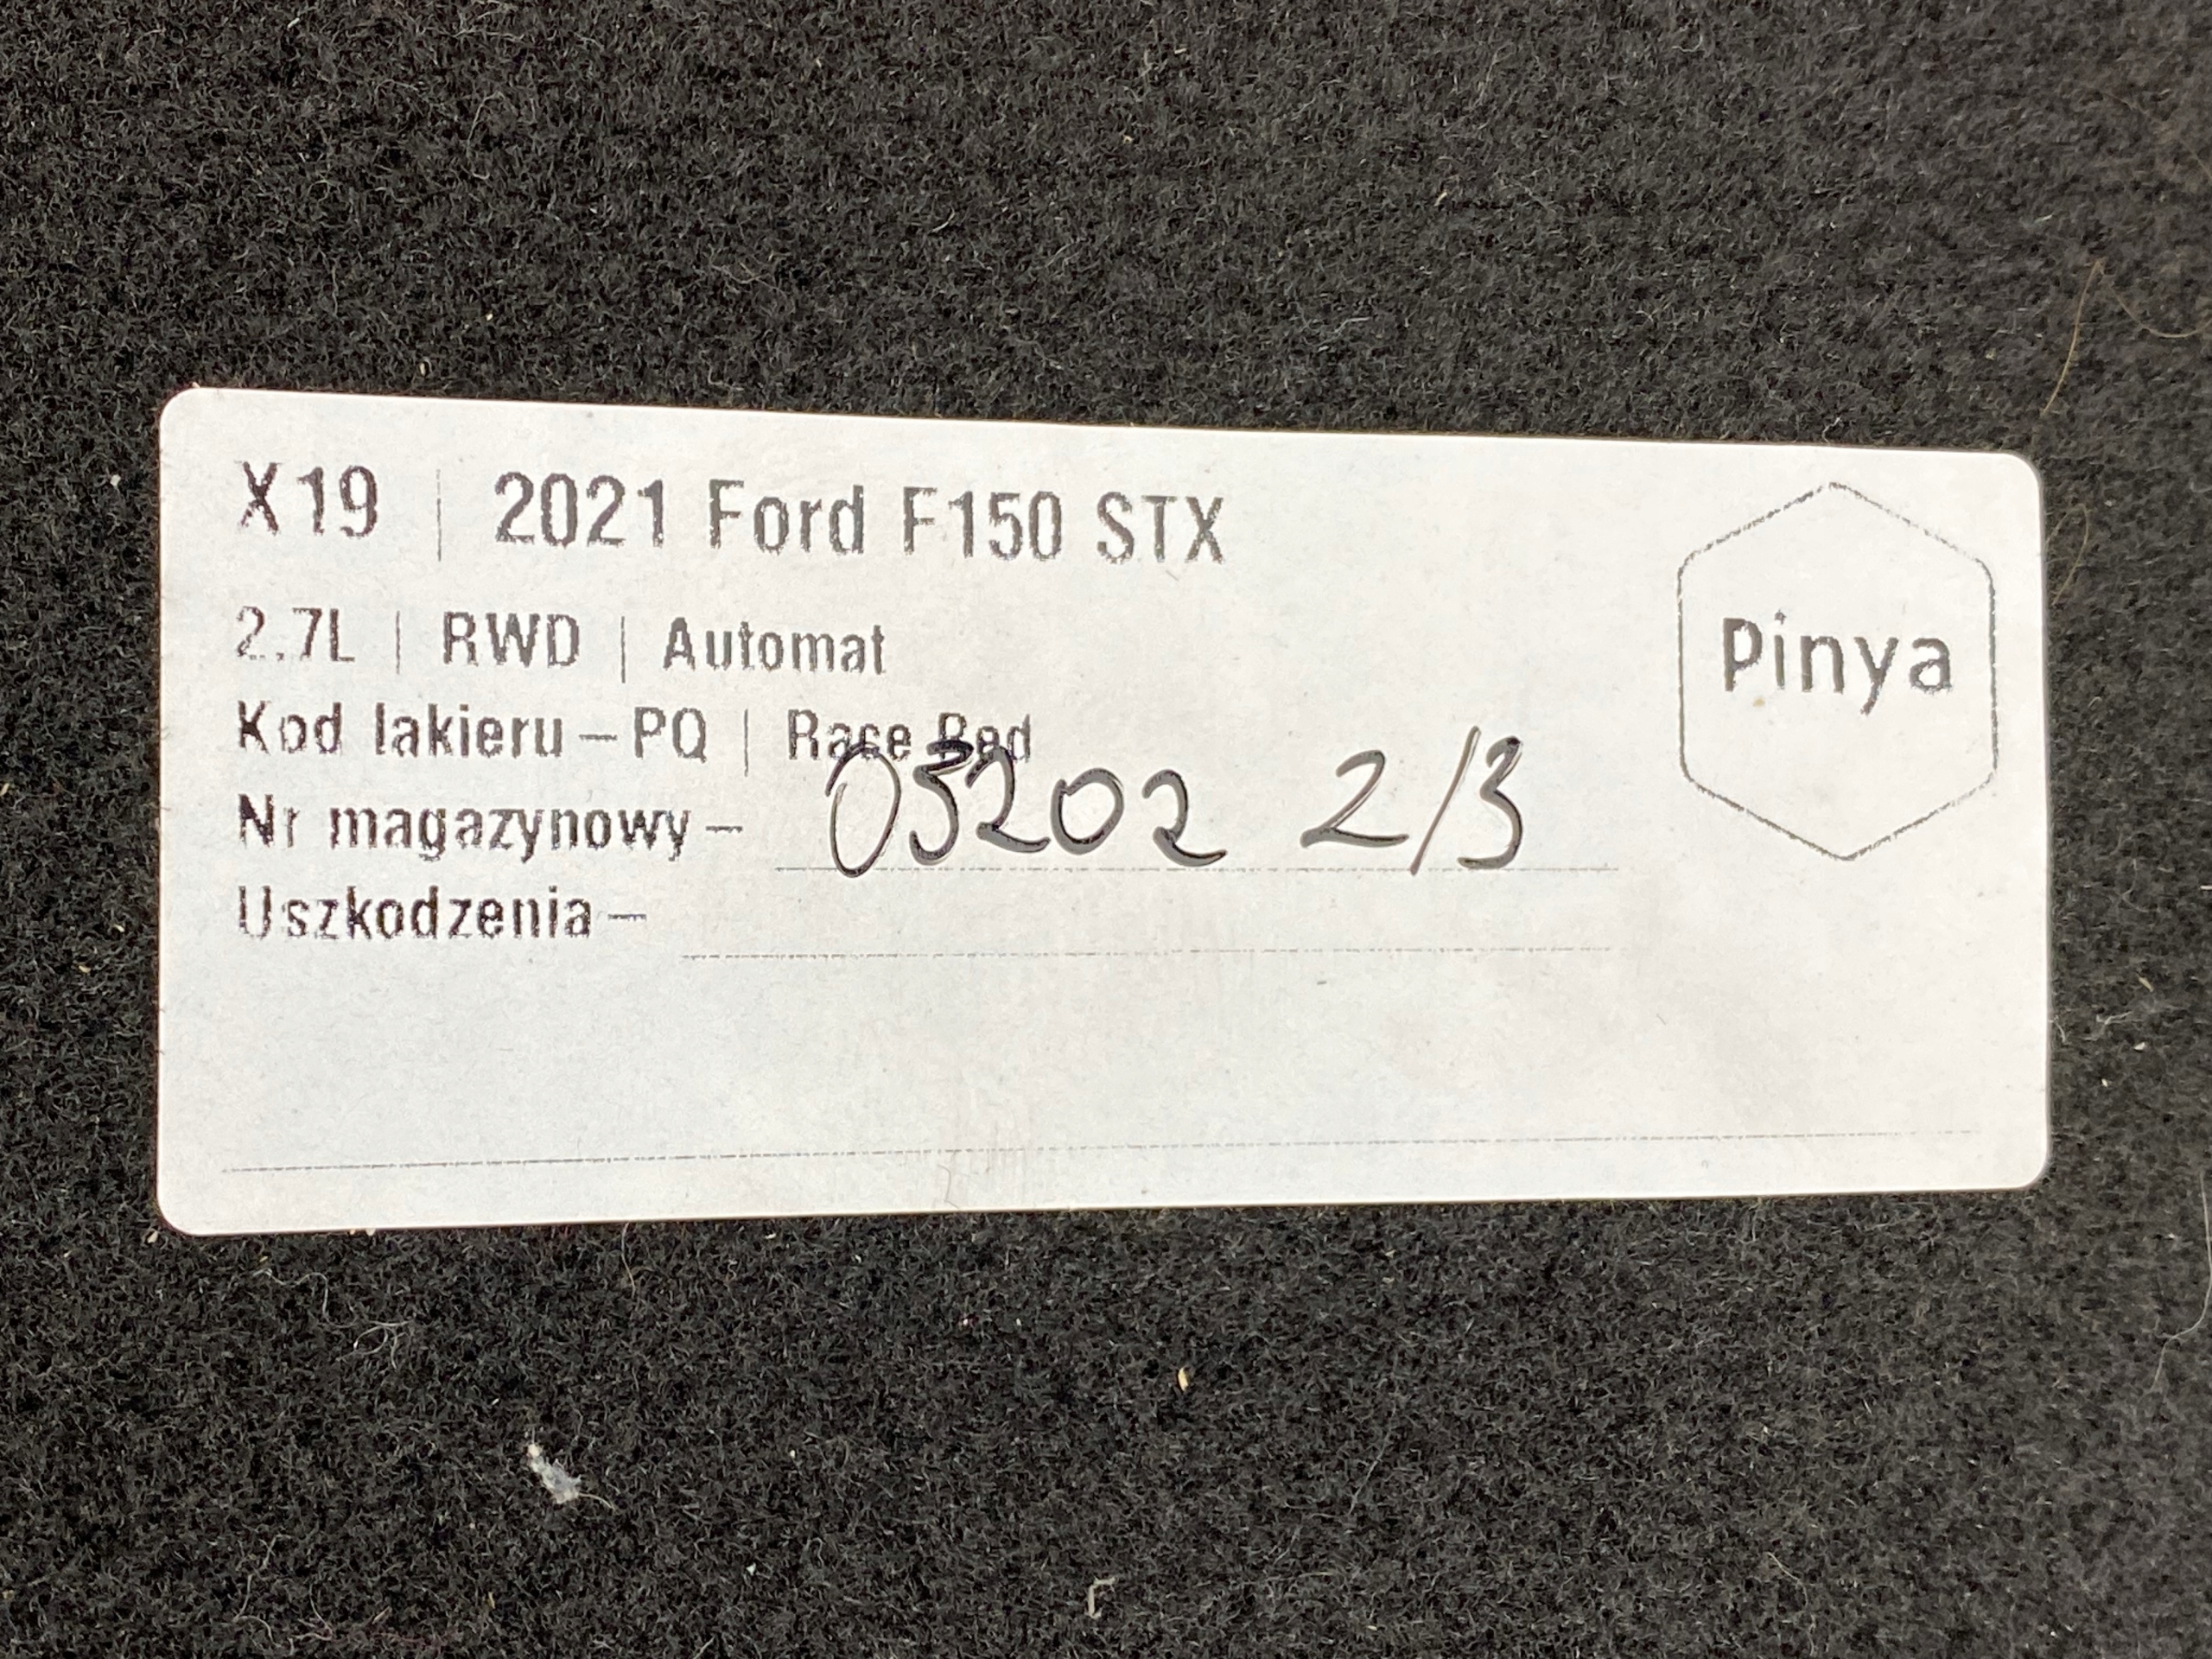 X19 | 2021 Ford F150 STX
2.7L | RWD | Automat
Kod lakieru – PQ | Race Red
Nr magazynowy – 03202 2/3
Uszkodzenia –
Pinya